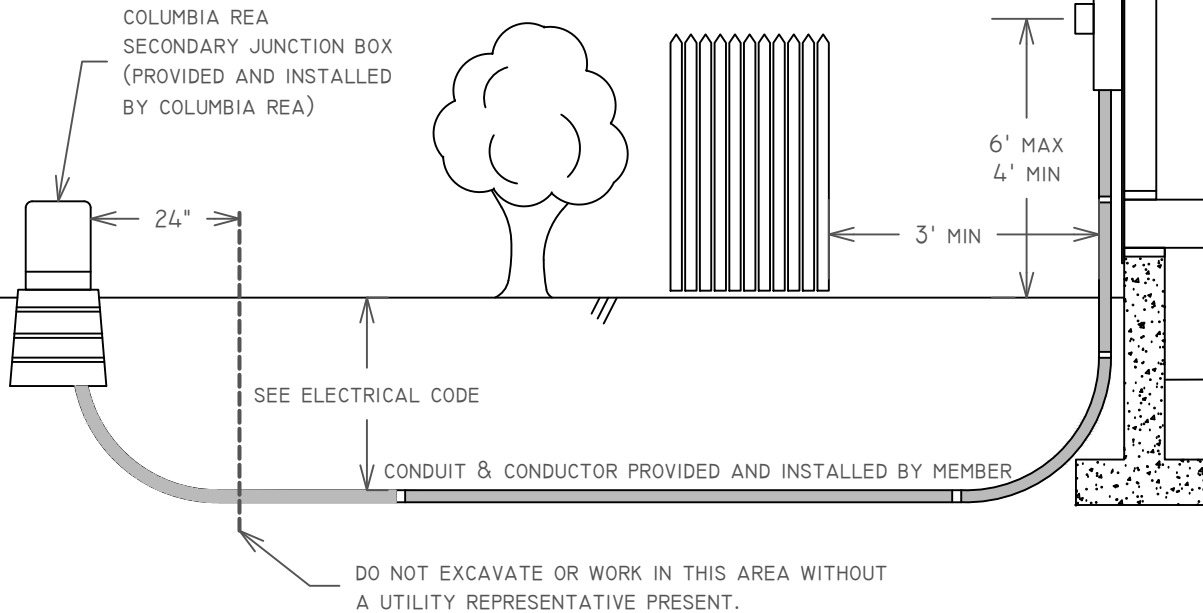 COLUMBIA REA
SECONDARY JUNCTION BOX
(PROVIDED AND INSTALLED
BY COLUMBIA REA)
6' MAX
4' MIN
24"
3' MIN
SEE ELECTRICAL CODE
CONDUIT & CONDUCTOR PROVIDED AND INSTALLED BY MEMBER
DO NOT EXCAVATE OR WORK IN THIS AREA WITHOUT
A UTILITY REPRESENTATIVE PRESENT.